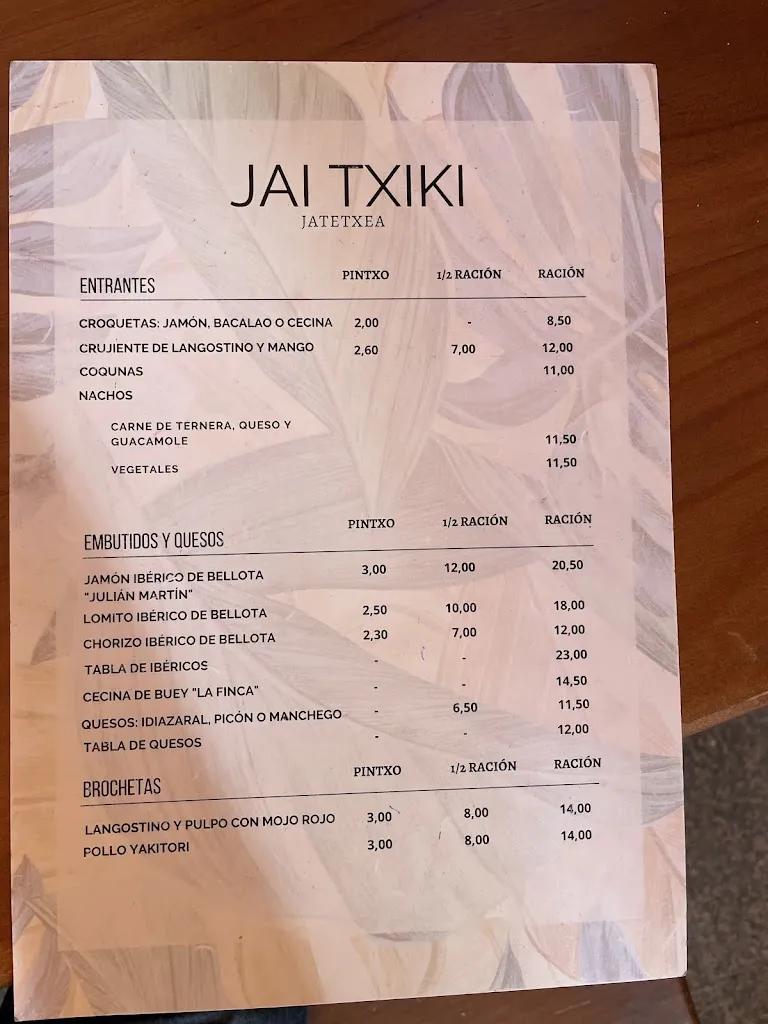 JAI TXIKI
JATETXEA
ENTRANTES PINTXO 1/2 RACIÓN RACIÓN
CROQUETAS: JAMÓN, BACALAO O CECINA 2,00 - 8,50
CRUJIENTE DE LANGOSTINO Y MANGO 2,60 7,00 12,00
COQUNAS 11,00
NACHOS
CARNE DE TERNERA, QUESO Y
GUACAMOLE 11,50
VEGETALES 11,50
EMBUTIDOS Y QUESOS PINTXO 1/2 RACIÓN RACIÓN
JAMÓN IBÉRICO DE BELLOTA 3,00 12,00 20,50
"JULIÁN MARTÍN"
LOMITO IBÉRICO DE BELLOTA 2,50 10,00 18,00
CHORIZO IBÉRICO DE BELLOTA 2,30 7,00 12,00
TABLA DE IBÉRICOS - - 23,00
CECINA DE BUEY "LA FINCA" - - 14,50
QUESOS: IDIAZARAL, PICÓN O MANCHEGO - 6,50 11,50
TABLA DE QUESOS - - 12,00
BROCHETAS PINTXO 1/2 RACIÓN RACIÓN
LANGOSTINO Y PULPO CON MOJO ROJO 3,00 8,00 14,00
POLLO YAKITORI 3,00 8,00 14,00